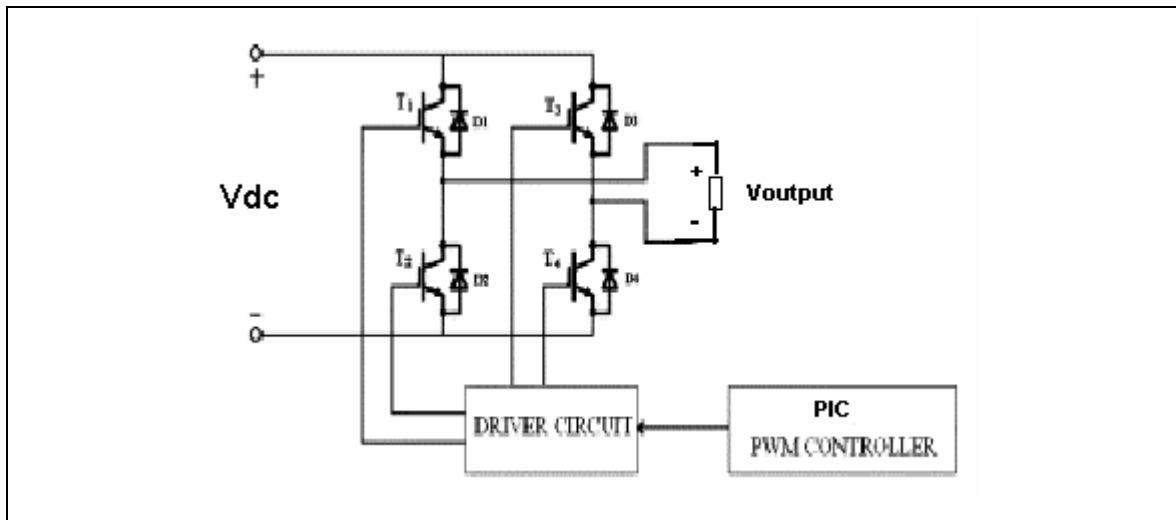 +
T1
D1
T3
D3
Vdc
+
Voutput
-
T2
D2
T4
D4
-
DRIVER CIRCUIT
PIC
PWM CONTROLLER